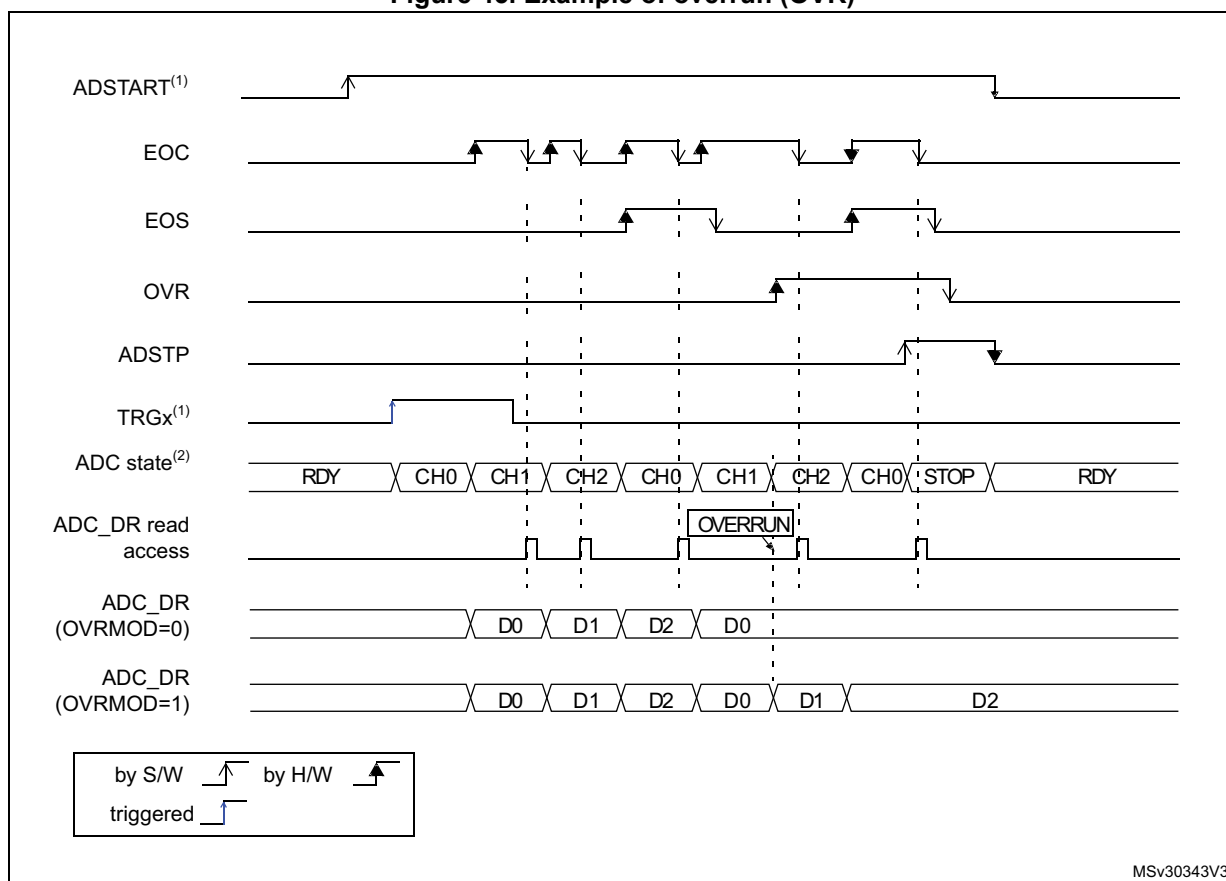 Figure 48. Example of overrun (OVR)
ADSTART(1)
EOC
EOS
OVR
ADSTP
TRGx(1)
ADC state(2)
RDY CH0 CH1 CH2 CH0 CH1 CH2 CH0 STOP RDY
ADC_DR read
access
OVERRUN
ADC_DR
(OVRMOD=0)
D0 D1 D2 D0
ADC_DR
(OVRMOD=1)
D0 D1 D2 D0 D1 D2
by S/W by H/W
triggered
MSv30343V3